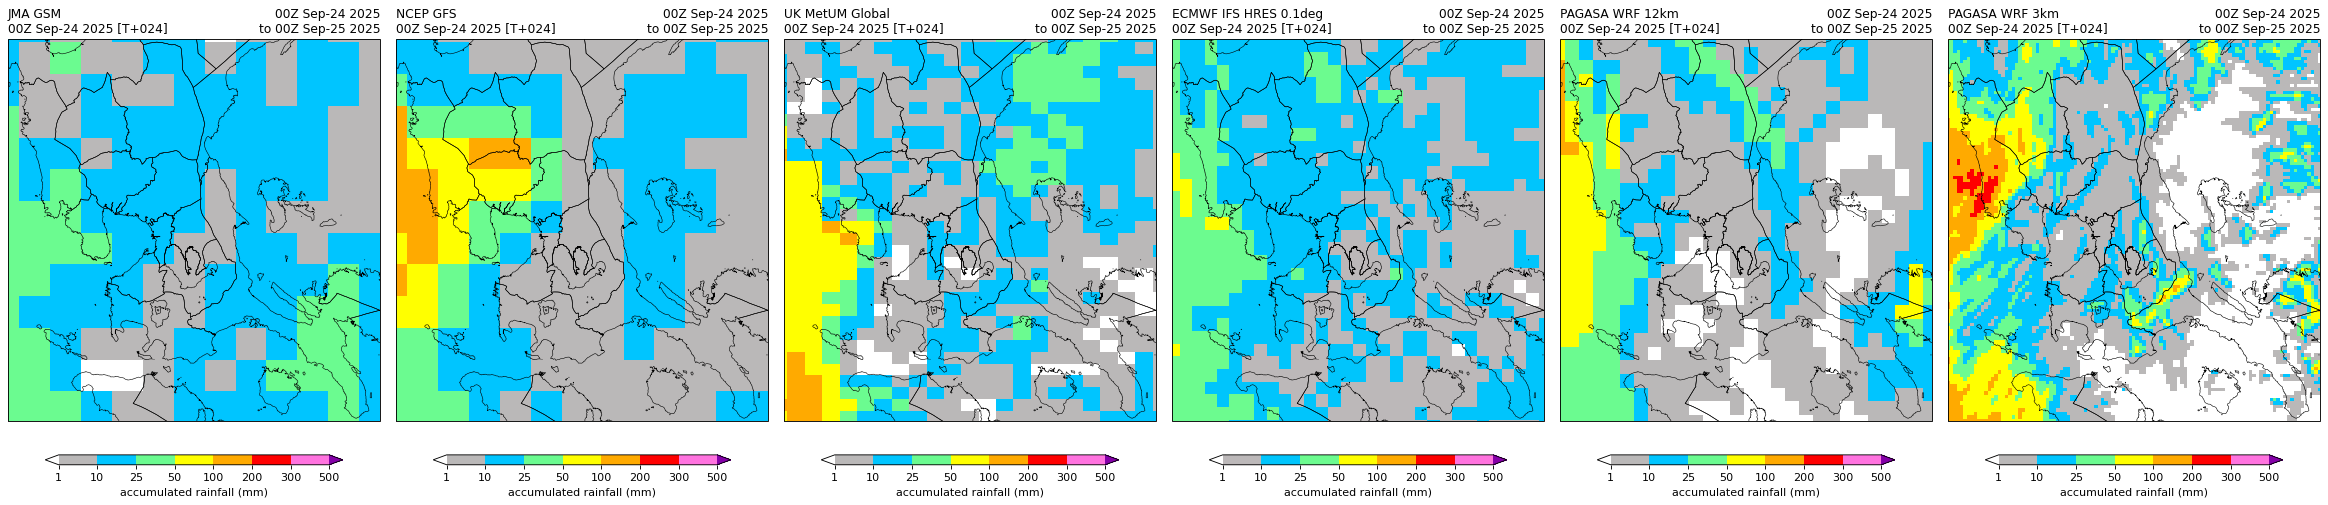 JMA GSM 00Z Sep-24 2025
00Z Sep-24 2025 [T+024] to 00Z Sep-25 2025
1 10 25 50 100 200 300 500
accumulated rainfall (mm)
NCEP GFS 00Z Sep-24 2025
00Z Sep-24 2025 [T+024] to 00Z Sep-25 2025
1 10 25 50 100 200 300 500
accumulated rainfall (mm)
UK MetUM Global 00Z Sep-24 2025
00Z Sep-24 2025 [T+024] to 00Z Sep-25 2025
1 10 25 50 100 200 300 500
accumulated rainfall (mm)
ECMWF IFS HRES 0.1deg 00Z Sep-24 2025
00Z Sep-24 2025 [T+024] to 00Z Sep-25 2025
1 10 25 50 100 200 300 500
accumulated rainfall (mm)
PAGASA WRF 12km 00Z Sep-24 2025
00Z Sep-24 2025 [T+024] to 00Z Sep-25 2025
1 10 25 50 100 200 300 500
accumulated rainfall (mm)
PAGASA WRF 3km 00Z Sep-24 2025
00Z Sep-24 2025 [T+024] to 00Z Sep-25 2025
1 10 25 50 100 200 300 500
accumulated rainfall (mm)